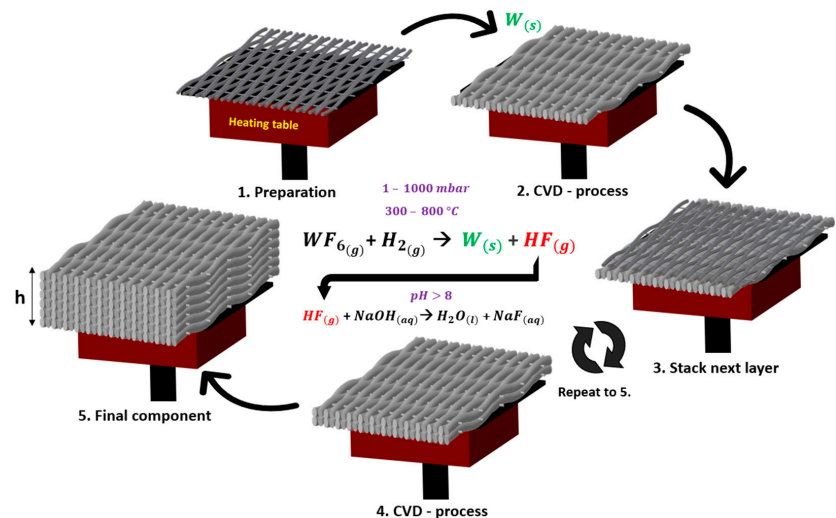 W(s)
Heating table
1. Preparation
2. CVD - process
1 – 1000 mbar
300 – 800 °C
WF6(g) + H2(g) → W(s) + HF(g)
h
pH > 8
HF(g) + NaOH(aq) → H2O(l) + NaF(aq)
3. Stack next layer
Repeat to 5.
5. Final component
4. CVD - process